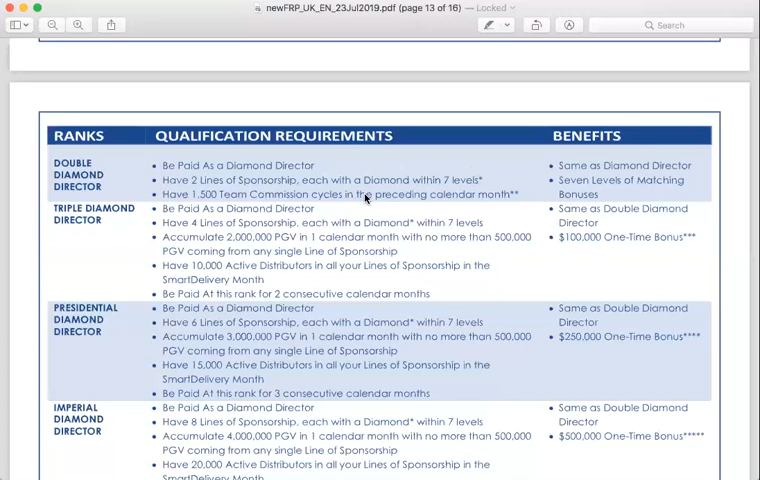 newFRP_UK_EN_23Jul2019.pdf (page 13 of 16) — Locked
Search
RANKS QUALIFICATION REQUIREMENTS BENEFITS
DOUBLE
DIAMOND
DIRECTOR
• Be Paid As a Diamond Director
• Have 2 Lines of Sponsorship, each with a Diamond within 7 levels*
• Have 1,500 Team Commission cycles in the preceding calendar month**
• Same as Diamond Director
• Seven Levels of Matching
Bonuses
TRIPLE DIAMOND
DIRECTOR
• Be Paid As a Diamond Director
• Have 4 Lines of Sponsorship, each with a Diamond* within 7 levels
• Accumulate 2,000,000 PGV in 1 calendar month with no more than 500,000
PGV coming from any single Line of Sponsorship
• Have 10,000 Active Distributors in all your Lines of Sponsorship in the
SmartDelivery Month
• Be Paid At this rank for 2 consecutive calendar months
• Same as Double Diamond
Director
• $100,000 One-Time Bonus***
PRESIDENTIAL
DIAMOND
DIRECTOR
• Be Paid As a Diamond Director
• Have 6 Lines of Sponsorship, each with a Diamond* within 7 levels
• Accumulate 3,000,000 PGV in 1 calendar month with no more than 500,000
PGV coming from any single Line of Sponsorship
• Have 15,000 Active Distributors in all your Lines of Sponsorship in the
SmartDelivery Month
• Be Paid At this rank for 3 consecutive calendar months
• Same as Double Diamond
Director
• $250,000 One-Time Bonus****
IMPERIAL
DIAMOND
DIRECTOR
• Be Paid As a Diamond Director
• Have 8 Lines of Sponsorship, each with a Diamond* within 7 levels
• Accumulate 4,000,000 PGV in 1 calendar month with no more than 500,000
PGV coming from any single Line of Sponsorship
• Have 20,000 Active Distributors in all your Lines of Sponsorship in the
SmartDelivery Month
• Same as Double Diamond
Director
• $500,000 One-Time Bonus*****